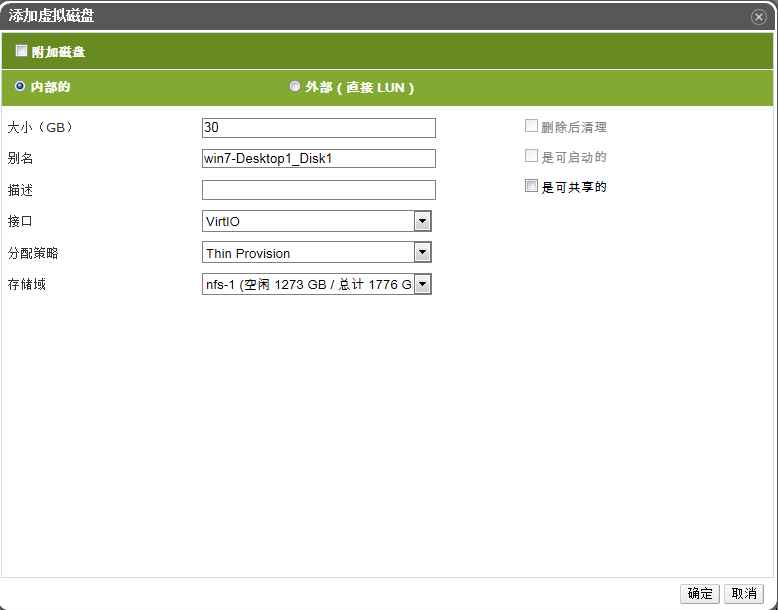 添加虚拟磁盘
附加磁盘
内部的 外部（直接 LUN）
大小（GB） 30 删除后清理
别名 win7-Desktop1_Disk1 是可启动的
描述 是可共享的
接口 VirtIO
分配策略 Thin Provision
存储域 nfs-1 (空闲 1273 GB / 总计 1776 G
确定 取消